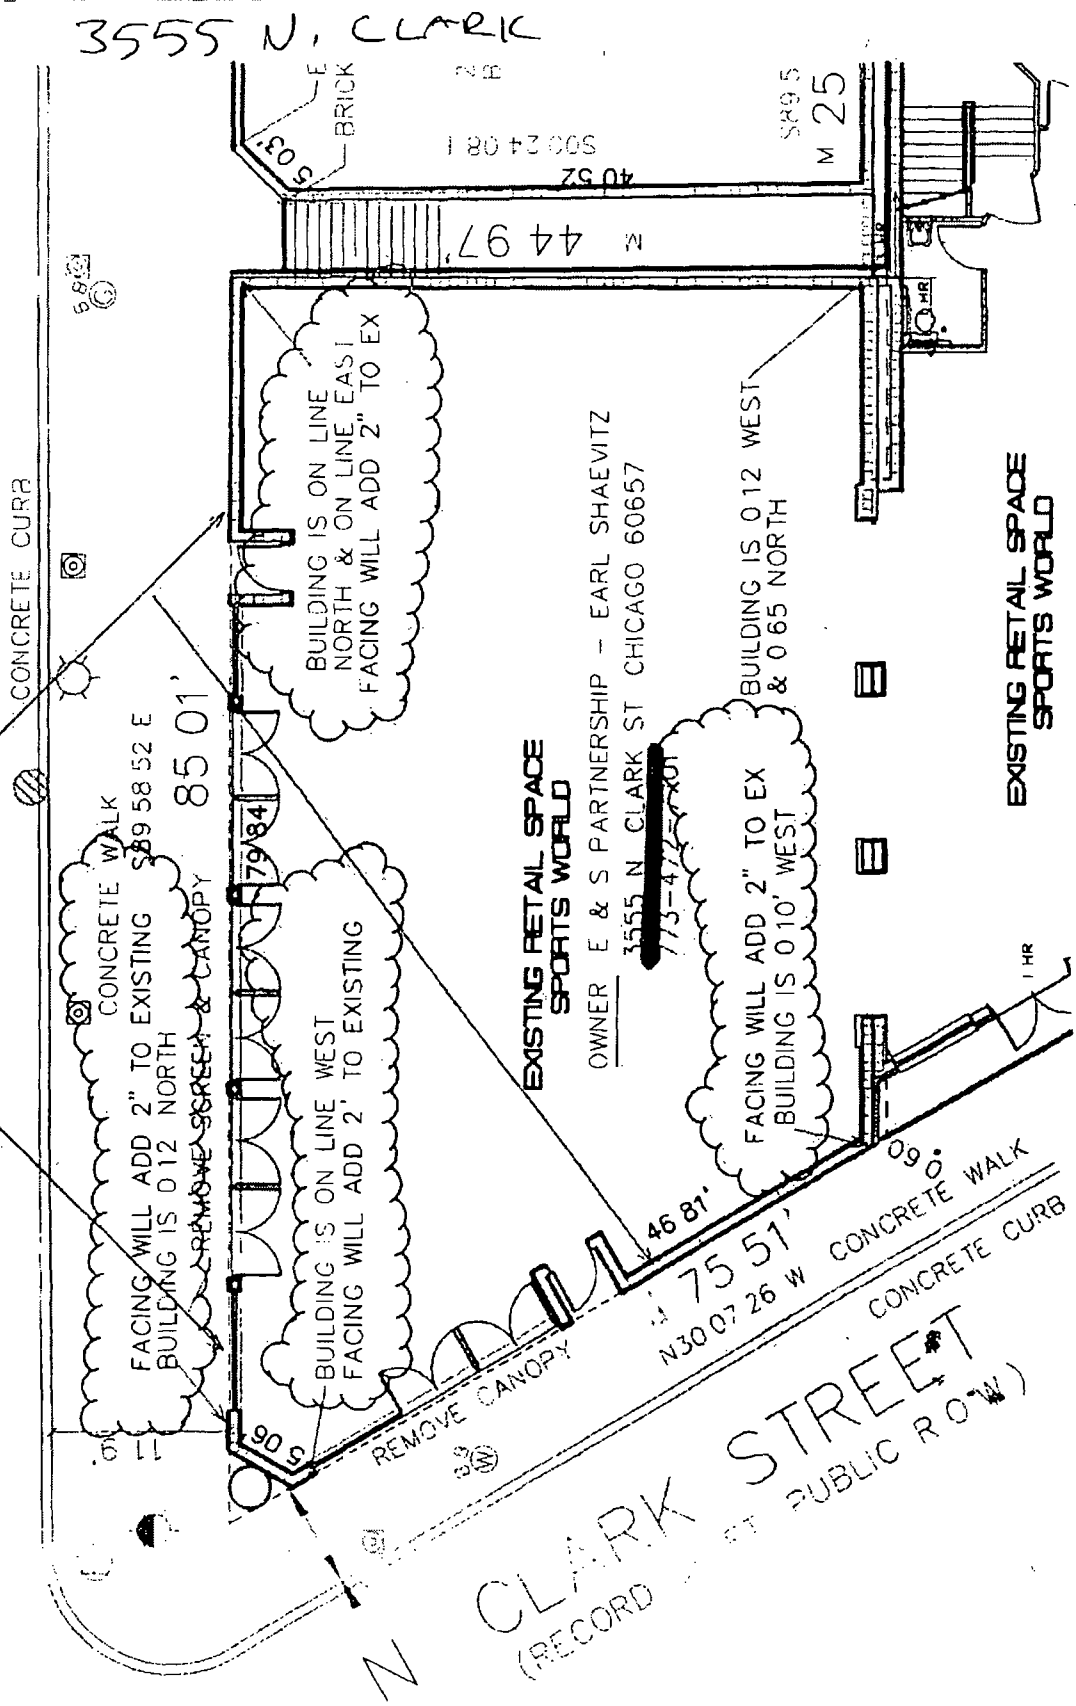 3555 N. CLARK
CONCRETE CURB
E
BRICK
5 03'
S00 24 08
40 52
M 44 97'
M 25
BUILDING IS ON LINE
NORTH & ON LINE EAST
FACING WILL ADD 2" TO EX
CONCRETE WALK
S89 58 52 E
85 01'
79 84
FACING WILL ADD 2" TO EXISTING
BUILDING IS 0 12 NORTH
REMOVE SCREEN & CANOPY
BUILDING IS ON LINE WEST
FACING WILL ADD 2' TO EXISTING
EXISTING RETAIL SPACE
SPORTS WORLD
OWNER E & S PARTNERSHIP - EARL SHAEVITZ
3555 N CLARK ST CHICAGO 60657
BUILDING IS 0 12 WEST
& 0 65 NORTH
FACING WILL ADD 2" TO EX
BUILDING IS 0 10' WEST
EXISTING RETAIL SPACE
SPORTS WORLD
HR
1 HR
5 06
46 81'
75 51'
N30 07 26 W
CONCRETE WALK
CONCRETE CURB
REMOVE CANOPY
N CLARK STREET
(RECORD
PUBLIC R O W)